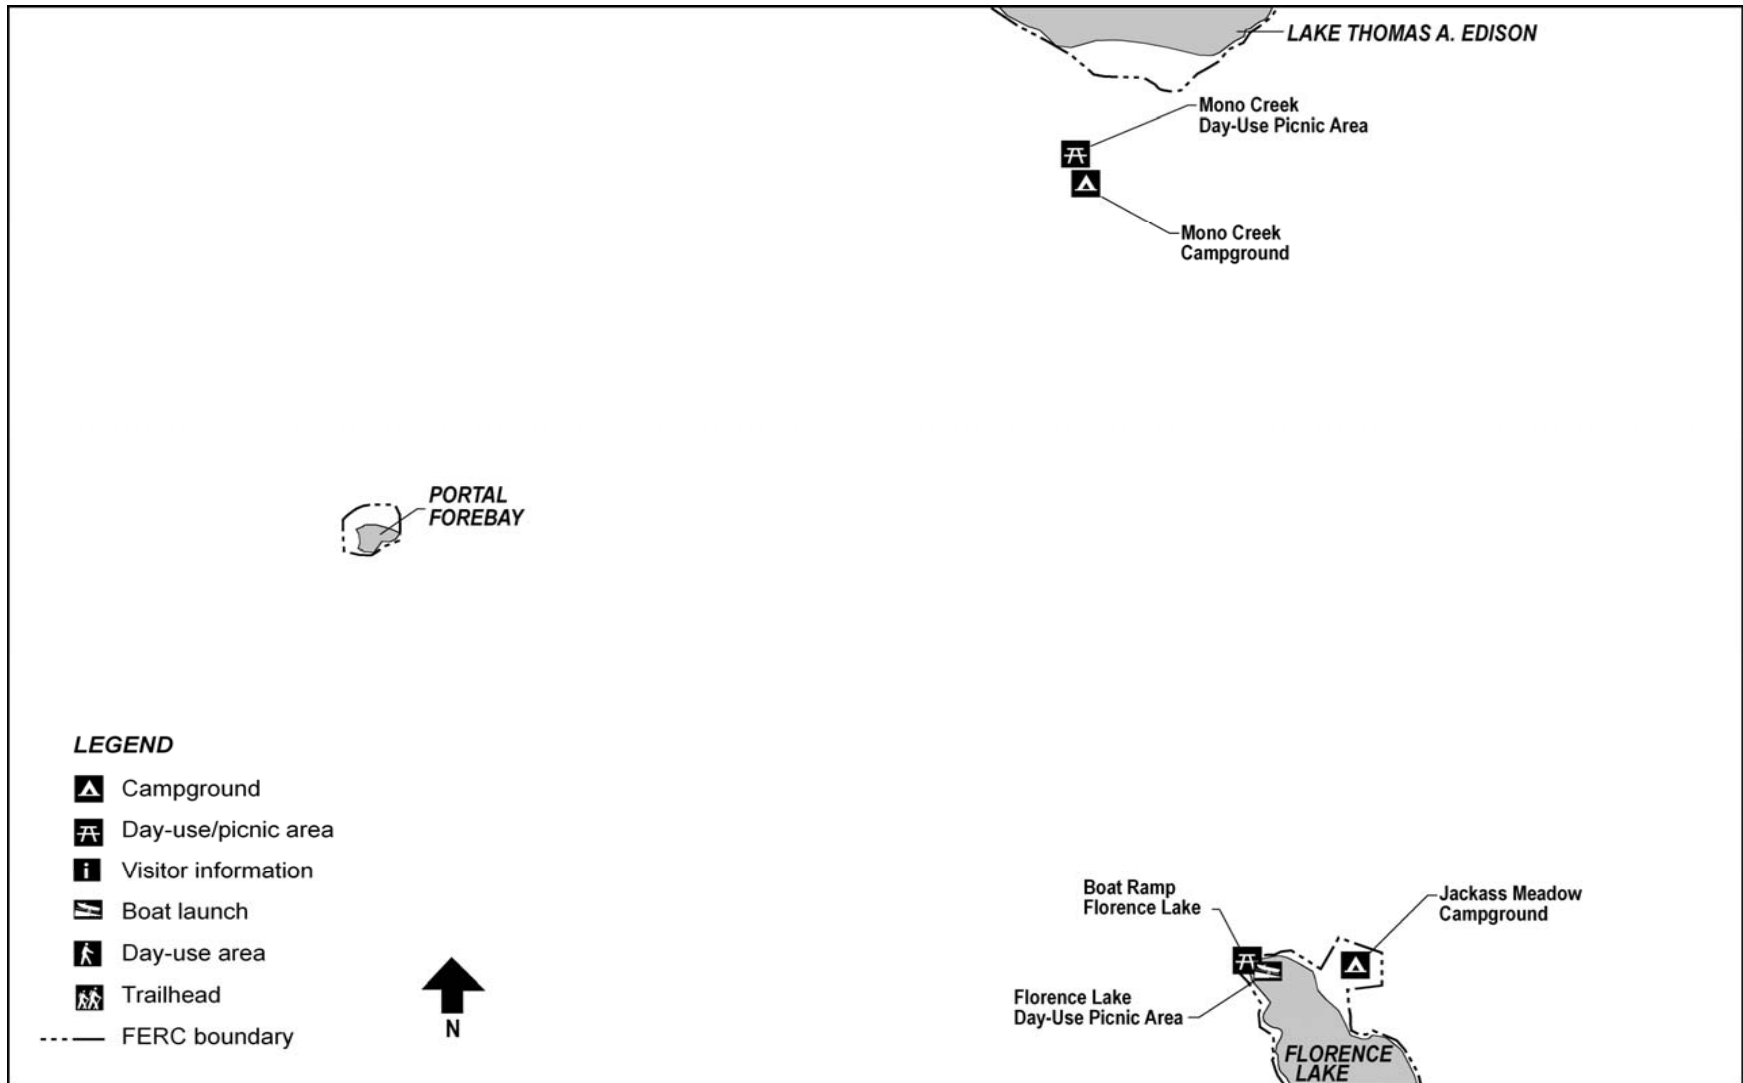 LAKE THOMAS A. EDISON
Mono Creek
Day-Use Picnic Area
Mono Creek
Campground
PORTAL
FOREBAY
LEGEND
Campground
Day-use/picnic area
i
Visitor information
Boat launch
Day-use area
Trailhead
FERC boundary
N
Boat Ramp
Florence Lake
Jackass Meadow
Campground
Florence Lake
Day-Use Picnic Area
FLORENCE
LAKE